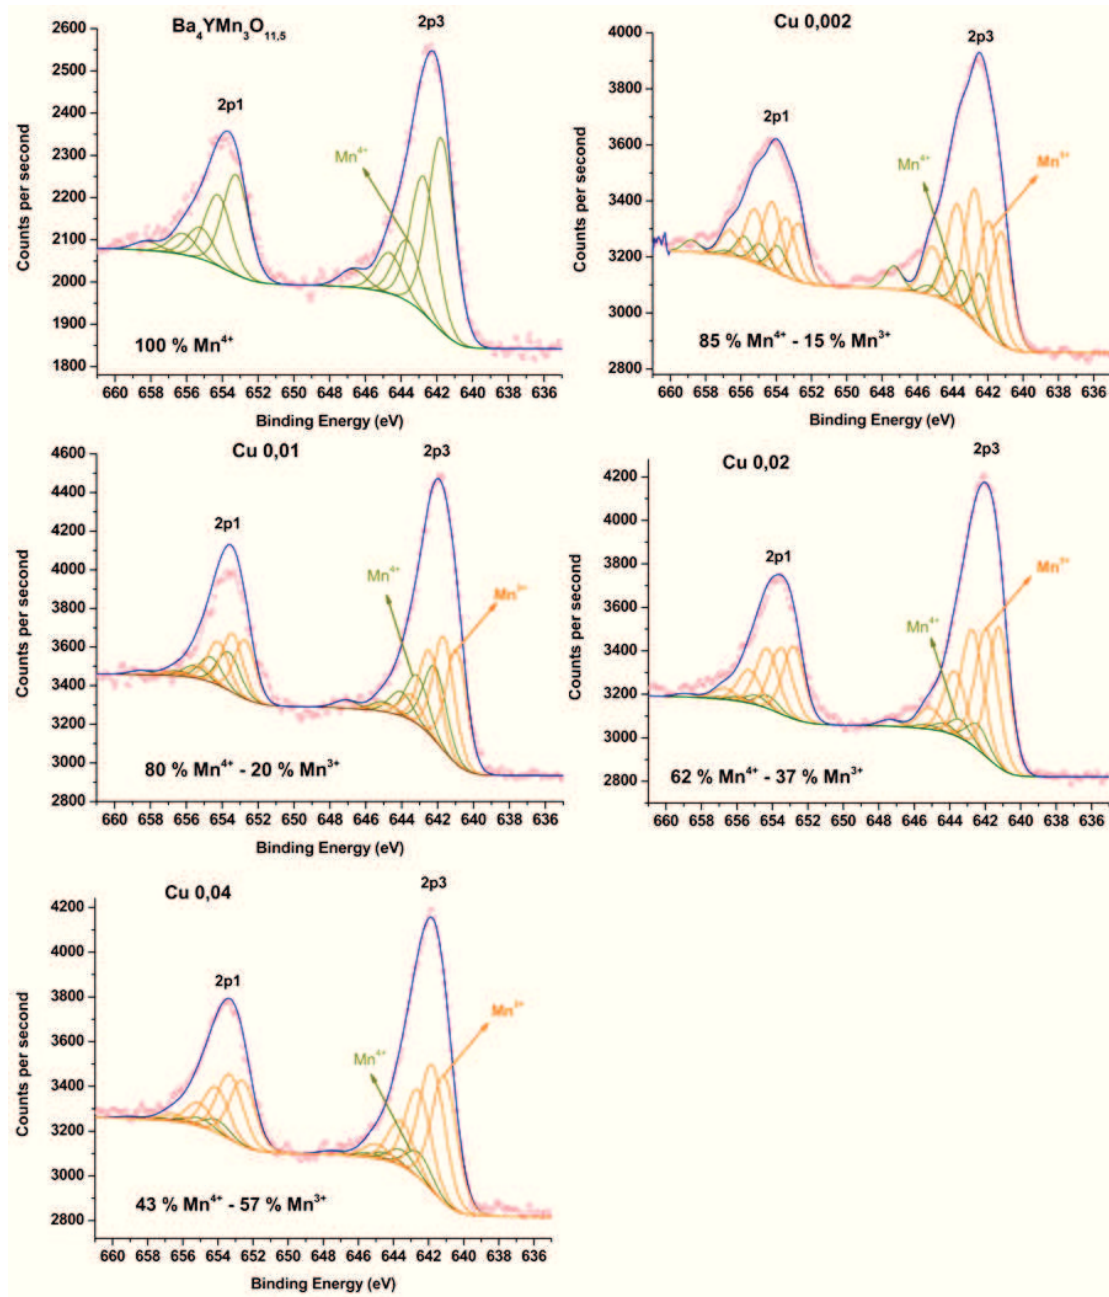 Ba₄YMn₃O₁₁,₅
2p3
2p1
Mn⁴⁺
100 % Mn⁴⁺
Counts per second
2600
2500
2400
2300
2200
2100
2000
1900
1800
660 658 656 654 652 650 648 646 644 642 640 638 636
Binding Energy (eV)
Cu 0,002
2p3
2p1
Mn⁴⁺
Mn³⁺
85 % Mn⁴⁺ - 15 % Mn³⁺
Counts per second
4000
3800
3600
3400
3200
3000
2800
660 658 656 654 652 650 648 646 644 642 640 638 636
Binding Energy (eV)
Cu 0,01
2p3
2p1
Mn⁴⁺
Mn³⁺
80 % Mn⁴⁺ - 20 % Mn³⁺
Counts per second
4600
4400
4200
4000
3800
3600
3400
3200
3000
2800
660 658 656 654 652 650 648 646 644 642 640 638 636
Binding Energy (eV)
Cu 0,02
2p3
2p1
Mn⁴⁺
Mn³⁺
62 % Mn⁴⁺ - 37 % Mn³⁺
Counts per second
4200
4000
3800
3600
3400
3200
3000
2800
660 658 656 654 652 650 648 646 644 642 640 638 636
Binding Energy (eV)
Cu 0,04
2p3
2p1
Mn⁴⁺
Mn³⁺
43 % Mn⁴⁺ - 57 % Mn³⁺
Counts per second
4200
4000
3800
3600
3400
3200
3000
2800
660 658 656 654 652 650 648 646 644 642 640 638 636
Binding Energy (eV)